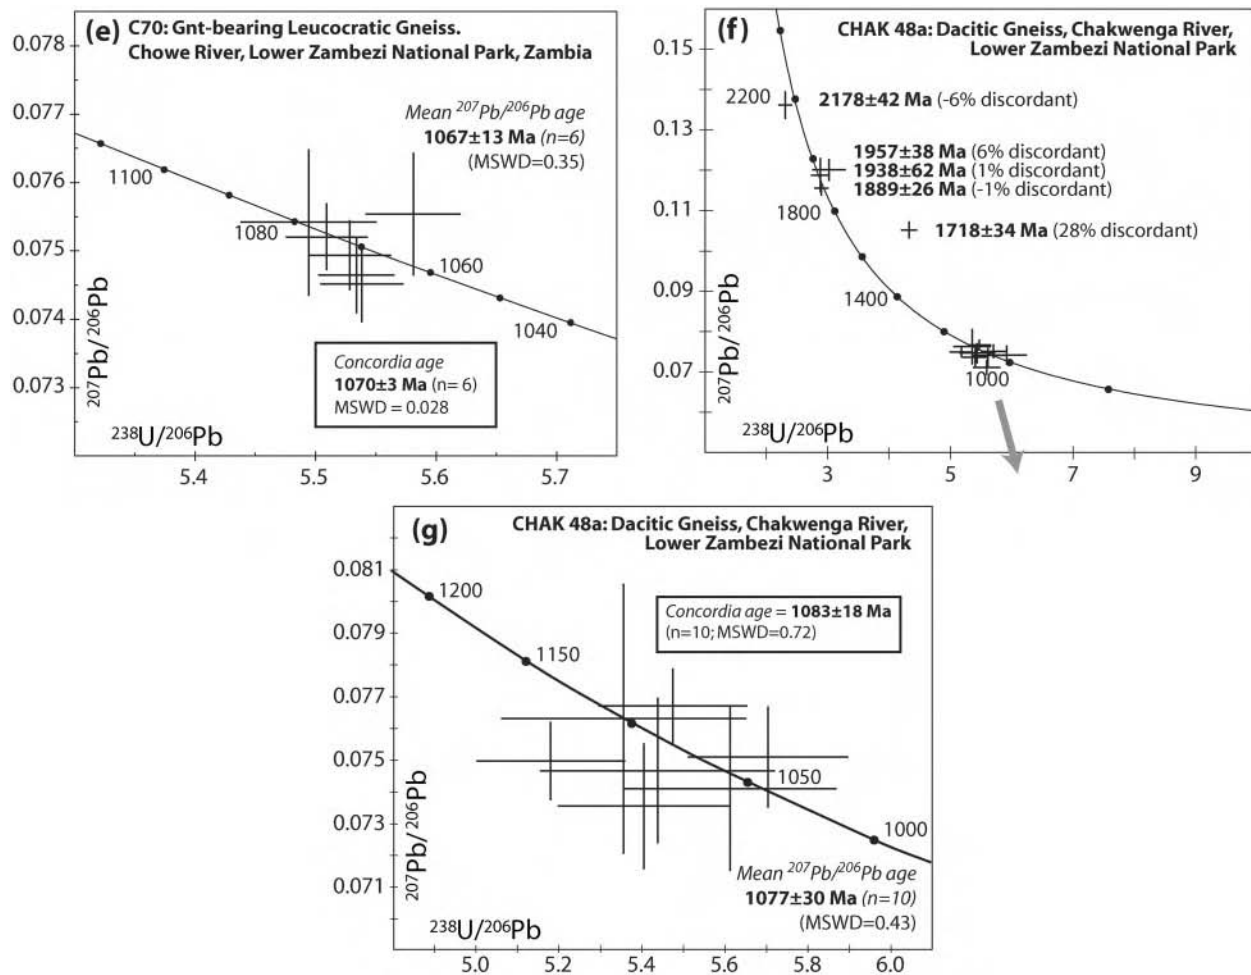 (e) C70: Gnt-bearing Leucocratic Gneiss.
Chowe River, Lower Zambezi National Park, Zambia
Mean 207Pb/206Pb age
1067±13 Ma (n=6)
(MSWD=0.35)
0.078
0.077
0.076
0.075
0.074
0.073
1100
1080
1060
1040
207Pb/206Pb
Concordia age
1070±3 Ma (n= 6)
MSWD = 0.028
238U/206Pb
5.4 5.5 5.6 5.7
(f) CHAK 48a: Dacitic Gneiss, Chakwenga River,
Lower Zambezi National Park
0.15
0.13
0.11
0.09
0.07
2200
1800
1400
1000
2178±42 Ma (-6% discordant)
1957±38 Ma (6% discordant)
1938±62 Ma (1% discordant)
1889±26 Ma (-1% discordant)
1718±34 Ma (28% discordant)
207Pb/206Pb
238U/206Pb
3 5 7 9
(g) CHAK 48a: Dacitic Gneiss, Chakwenga River,
Lower Zambezi National Park
0.081
0.079
0.077
0.075
0.073
0.071
1200
1150
1050
1000
Concordia age = 1083±18 Ma
(n=10; MSWD=0.72)
207Pb/206Pb
Mean 207Pb/206Pb age
1077±30 Ma (n=10)
(MSWD=0.43)
238U/206Pb
5.0 5.2 5.4 5.6 5.8 6.0